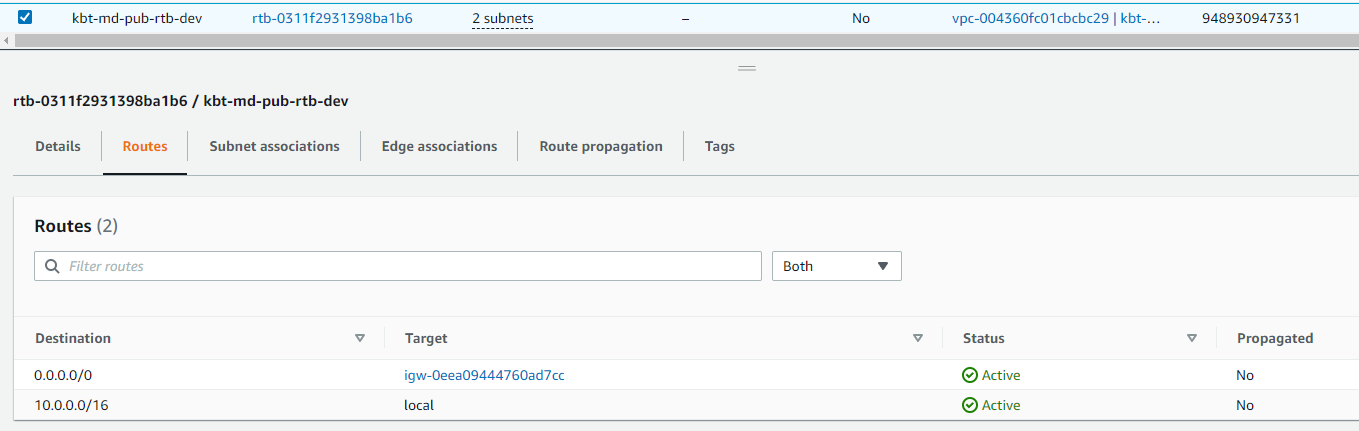 kbt-md-pub-rtb-dev rtb-0311f2931398ba1b6 2 subnets – No vpc-004360fc01cbcbc29 | kbt-... 948930947331
rtb-0311f2931398ba1b6 / kbt-md-pub-rtb-dev
Details Routes Subnet associations Edge associations Route propagation Tags
Routes (2)
Filter routes Both
Destination Target Status Propagated
0.0.0.0/0 igw-0eea09444760ad7cc Active No
10.0.0.0/16 local Active No